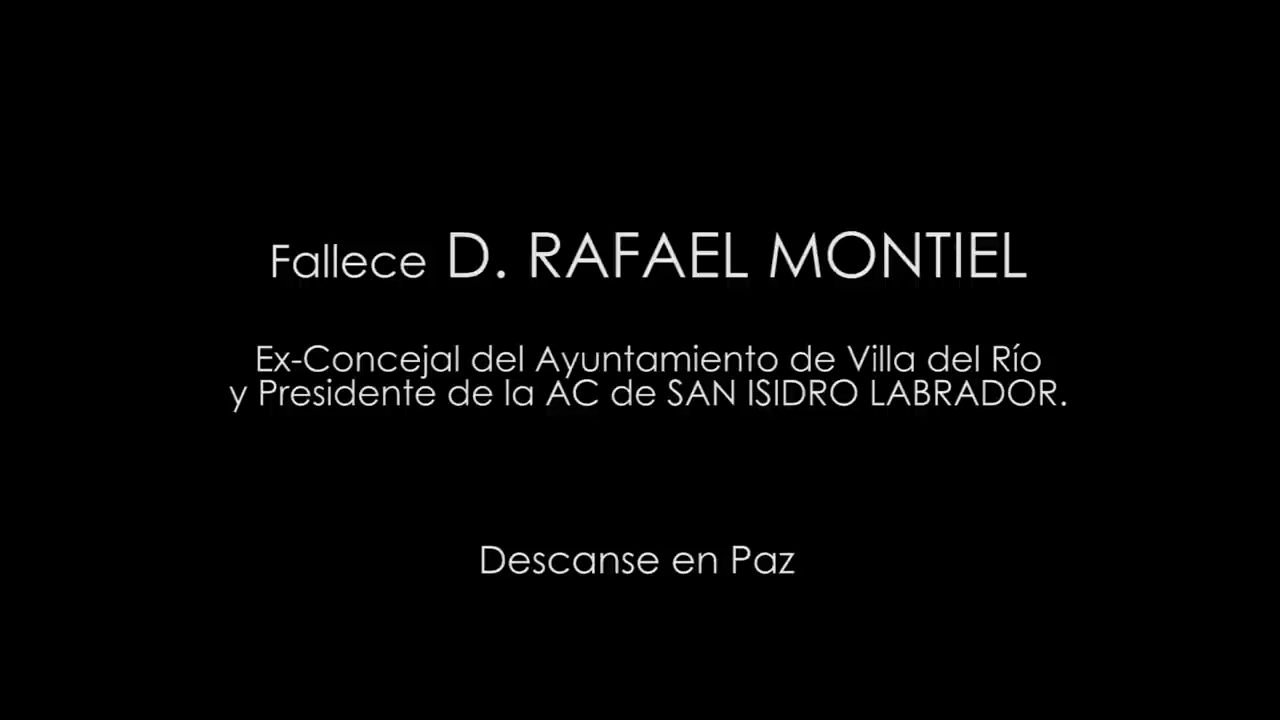 Fallece D. RAFAEL MONTIEL
Ex-Concejal del Ayuntamiento de Villa del Río
y Presidente de la AC de SAN ISIDRO LABRADOR.
Descanse en Paz